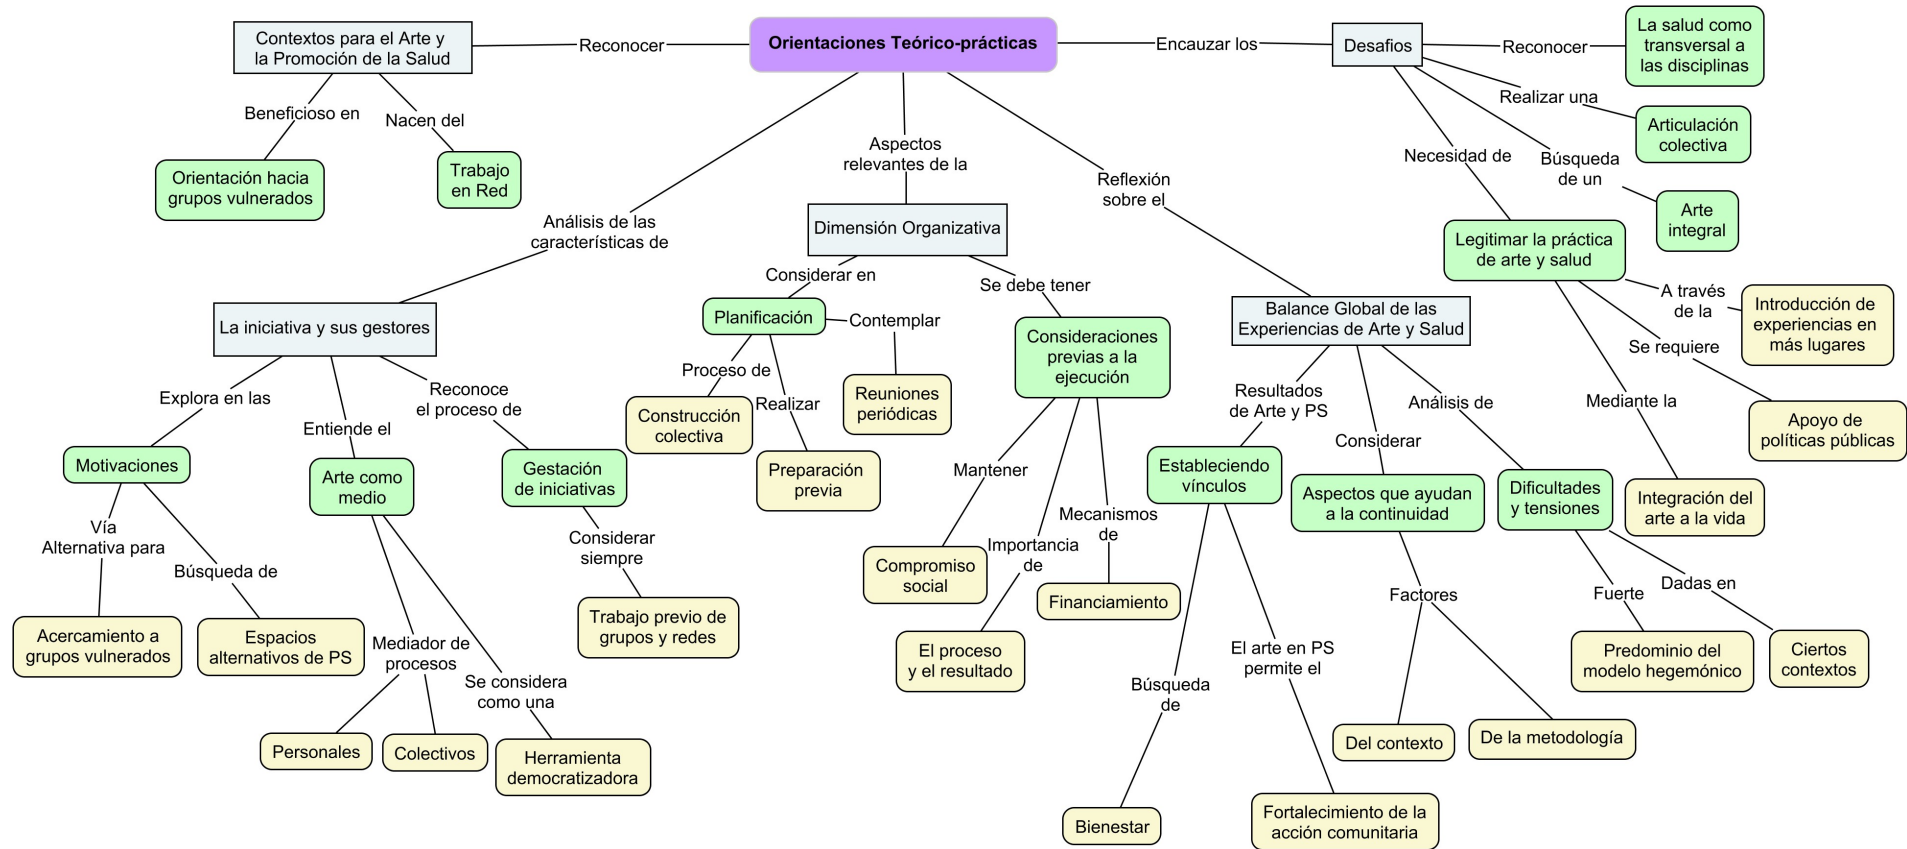 Contextos para el Arte y
la Promoción de la Salud
Reconocer
Orientaciones Teórico-prácticas
Encauzar los
Desafios
Reconocer
La salud como
transversal a
las disciplinas
Beneficioso en
Nacen del
Orientación hacia
grupos vulnerados
Trabajo
en Red
Realizar una
Articulación
colectiva
Búsqueda
de un
Arte
integral
Necesidad de
Legitimar la práctica
de arte y salud
A través
de la
Introducción de
experiencias en
más lugares
Se requiere
Apoyo de
políticas públicas
Mediante la
Integración del
arte a la vida
Análisis de las
características de
La iniciativa y sus gestores
Explora en las
Motivaciones
Vía
Alternativa para
Acercamiento a
grupos vulnerados
Búsqueda de
Espacios
alternativos de PS
Entiende el
Arte como
medio
Mediador de
procesos
Personales
Colectivos
Se considera
como una
Herramienta
democratizadora
Reconoce
el proceso de
Gestación
de iniciativas
Considerar
siempre
Trabajo previo de
grupos y redes
Aspectos
relevantes de la
Dimensión Organizativa
Considerar en
Planificación
Proceso de
Construcción
colectiva
Realizar
Preparación
previa
Contemplar
Reuniones
periódicas
Se debe tener
Consideraciones
previas a la
ejecución
Mantener
Compromiso
social
Importancia
de
El proceso
y el resultado
Mecanismos
de
Financiamiento
Reflexión
sobre el
Balance Global de las
Experiencias de Arte y Salud
Resultados
de Arte y PS
Estableciendo
vínculos
Búsqueda
de
Bienestar
El arte en PS
permite el
Fortalecimiento de la
acción comunitaria
Considerar
Aspectos que ayudan
a la continuidad
Factores
Del contexto
De la metodología
Análisis de
Dificultades
y tensiones
Fuerte
Predominio del
modelo hegemónico
Dadas en
Ciertos
contextos